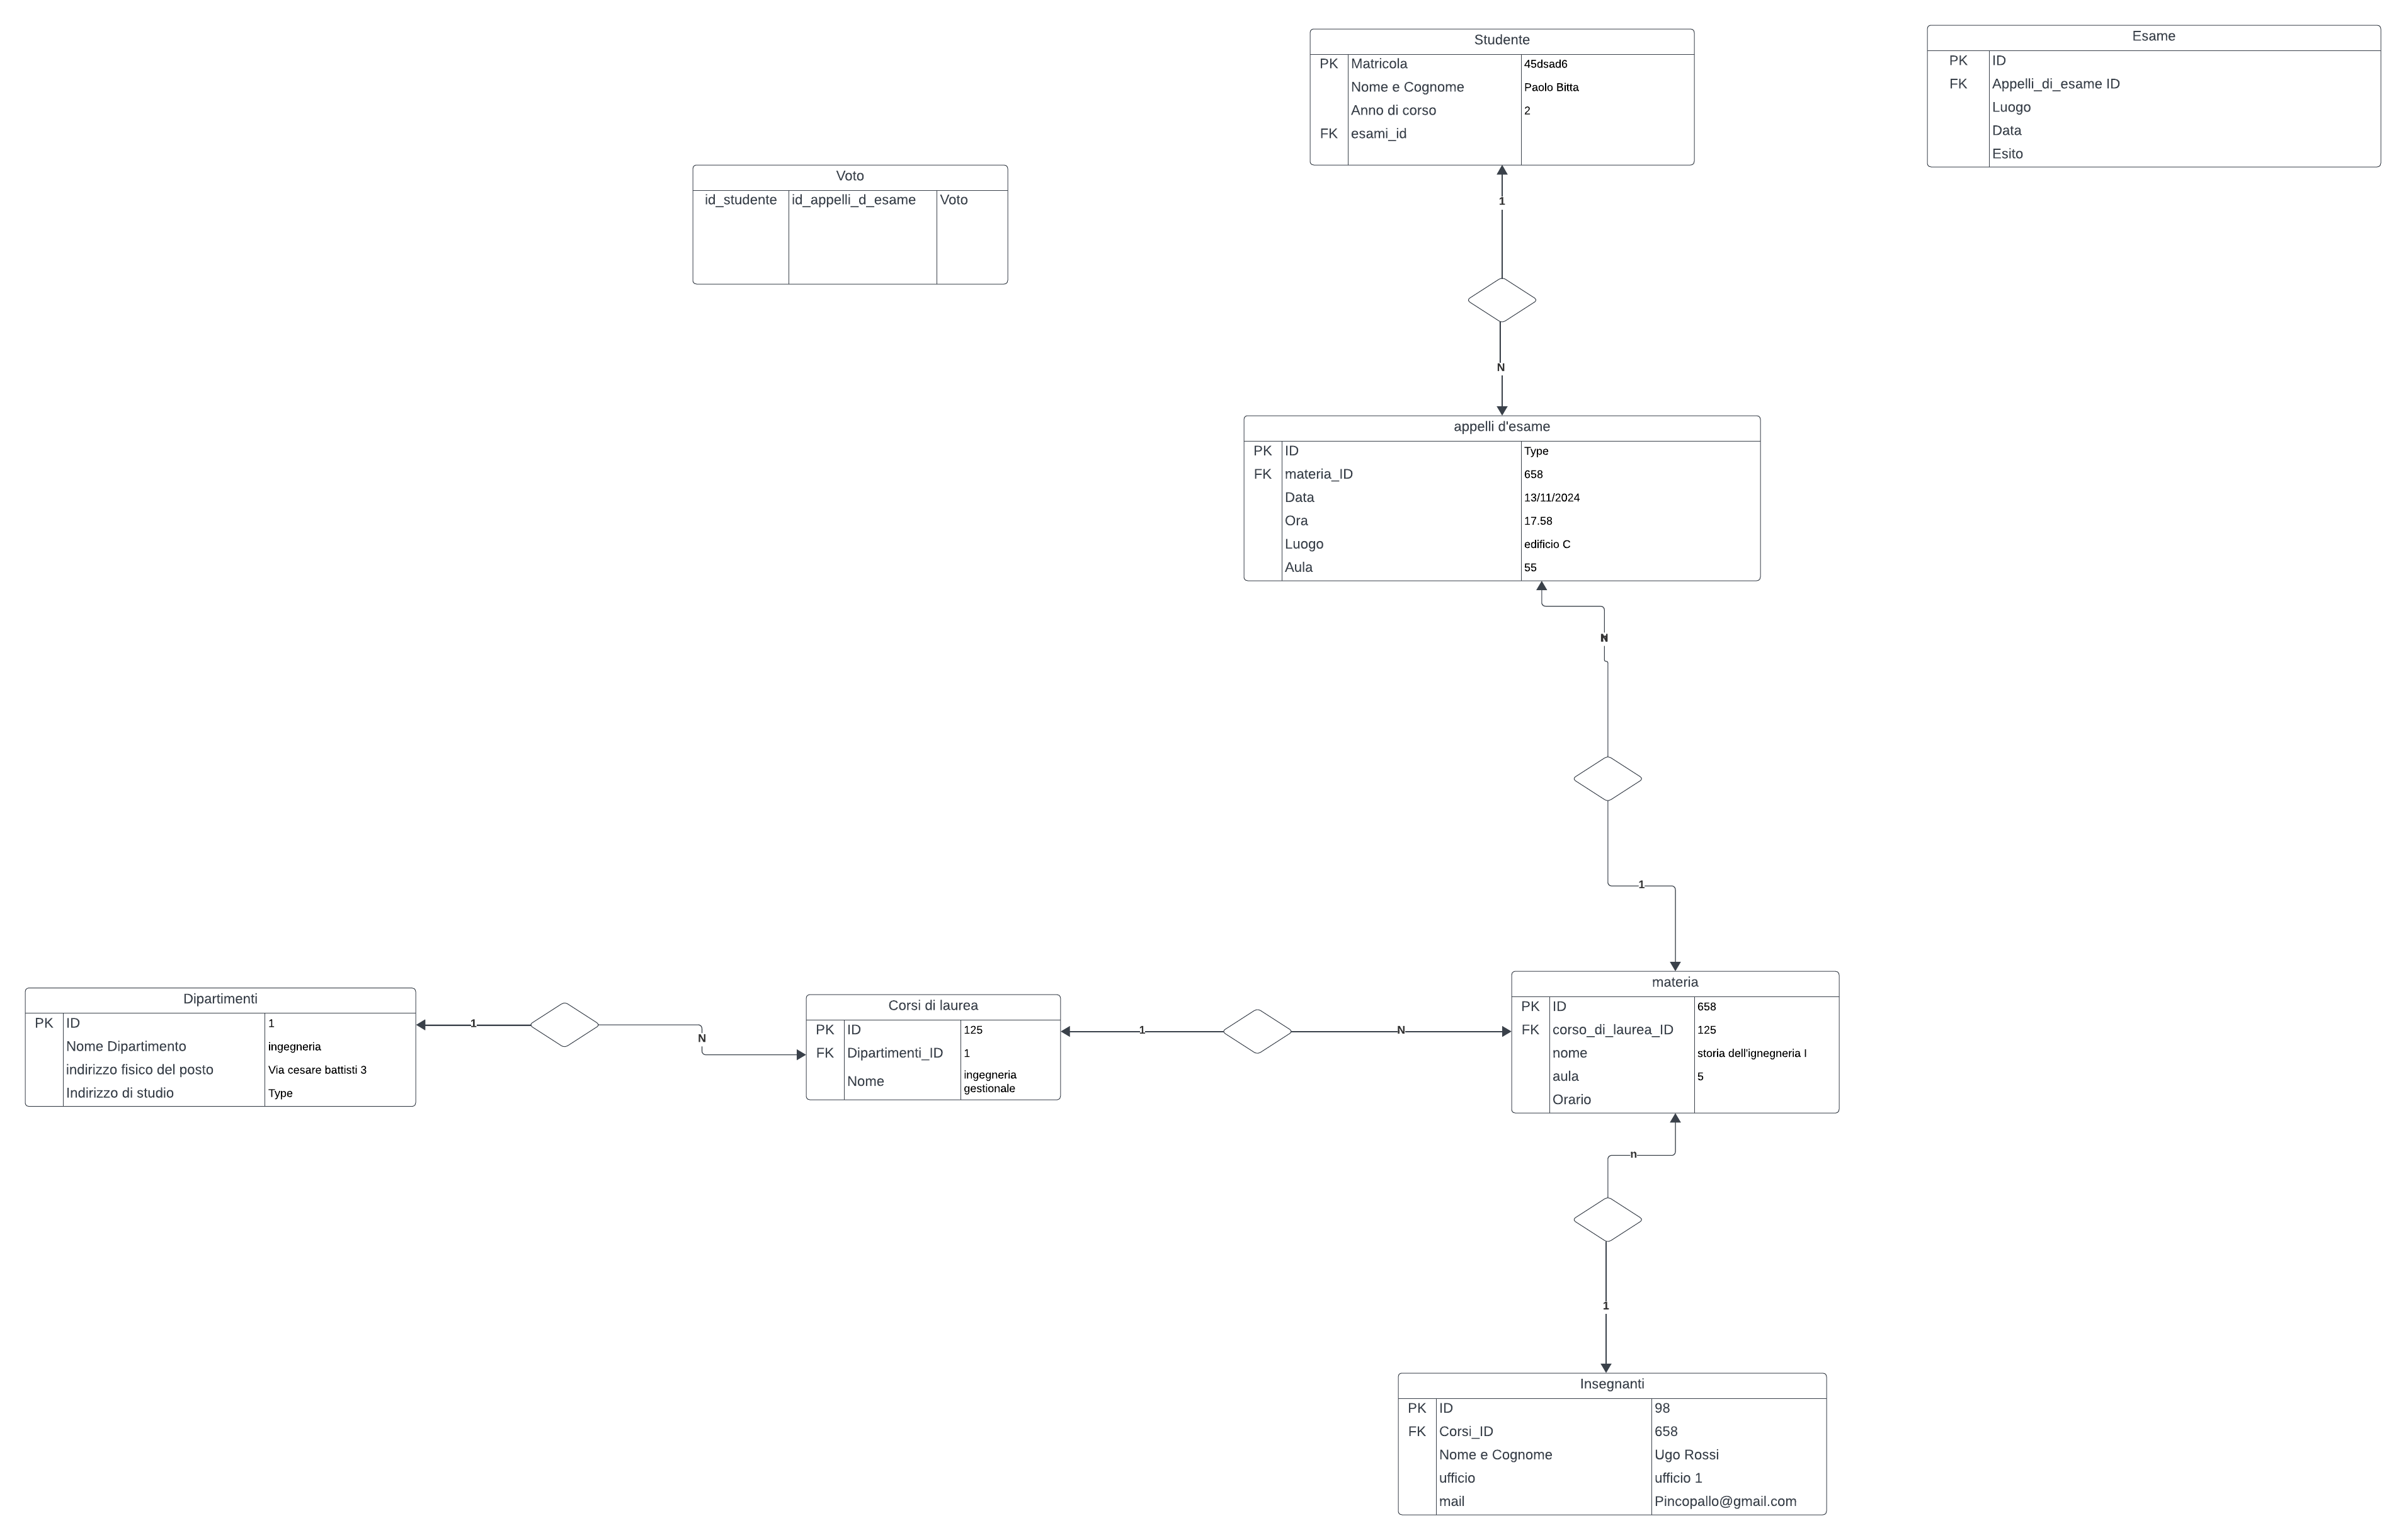 Studente
PK Matricola 45dsad6
Nome e Cognome Paolo Bitta
Anno di corso 2
FK esami_id
Esame
PK ID
FK Appelli_di_esame ID
Luogo
Data
Esito
Voto
id_studente id_appelli_d_esame Voto
1
N
appelli d'esame
PK ID Type
FK materia_ID 658
Data 13/11/2024
Ora 17.58
Luogo edificio C
Aula 55
N
1
Dipartimenti
PK ID 1
Nome Dipartimento ingegneria
indirizzo fisico del posto Via cesare battisti 3
Indirizzo di studio Type
1
N
Corsi di laurea
PK ID 125
FK Dipartimenti_ID 1
Nome ingegneria
gestionale
1
N
materia
PK ID 658
FK corso_di_laurea_ID 125
nome storia dell'ignegneria I
aula 5
Orario
n
1
Insegnanti
PK ID 98
FK Corsi_ID 658
Nome e Cognome Ugo Rossi
ufficio ufficio 1
mail Pincopallo@gmail.com